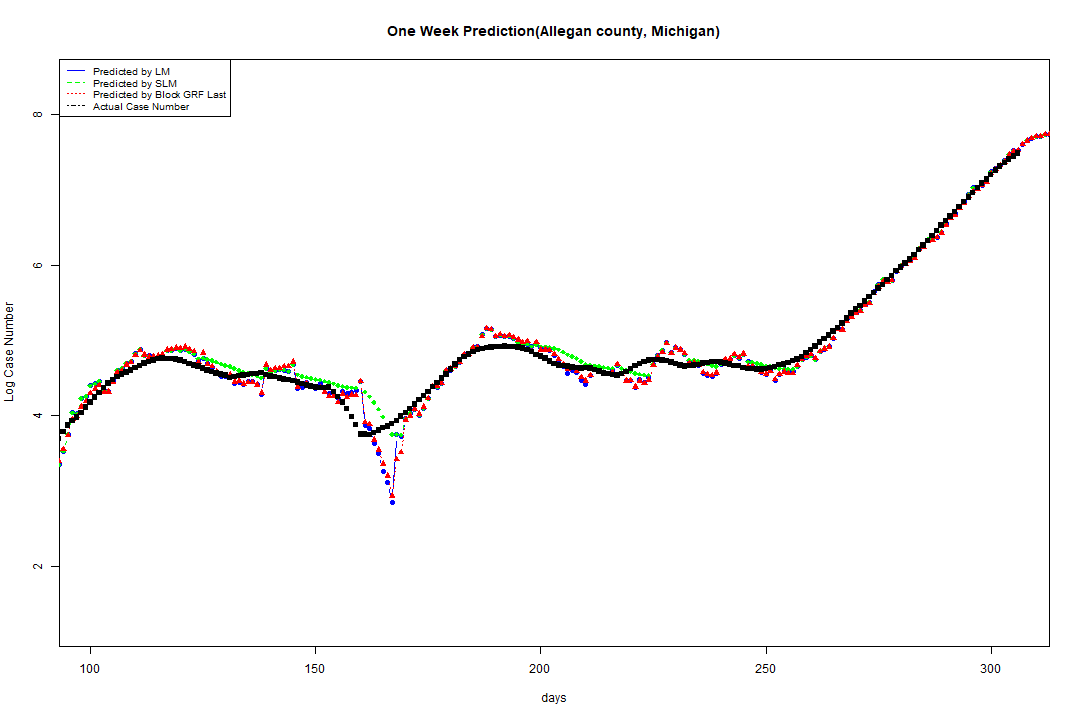 One Week Prediction(Allegan county, Michigan)
Predicted by LM
Predicted by SLM
Predicted by Block GRF Last
Actual Case Number
Log Case Number
8
6
4
2
100 150 200 250 300
days